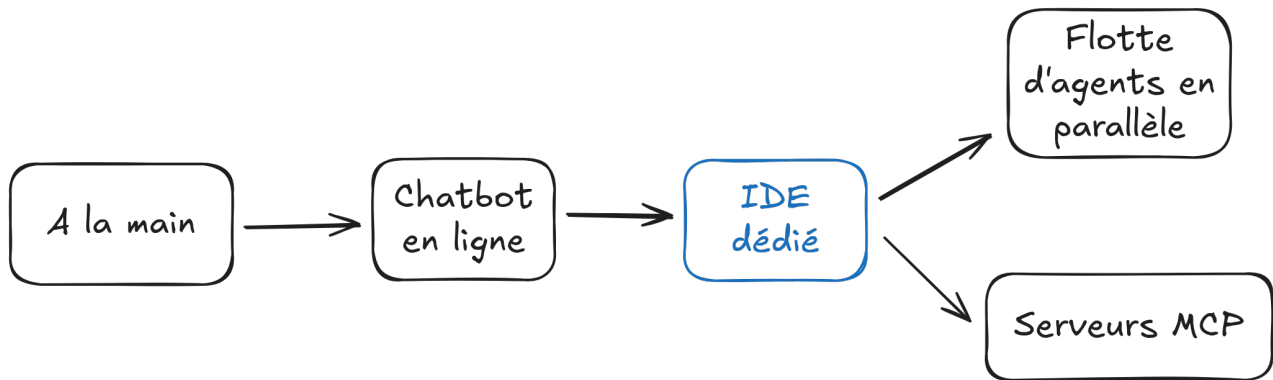 A la main
Chatbot
en ligne
IDE
dédié
Flotte
d'agents en
parallèle
Serveurs MCP